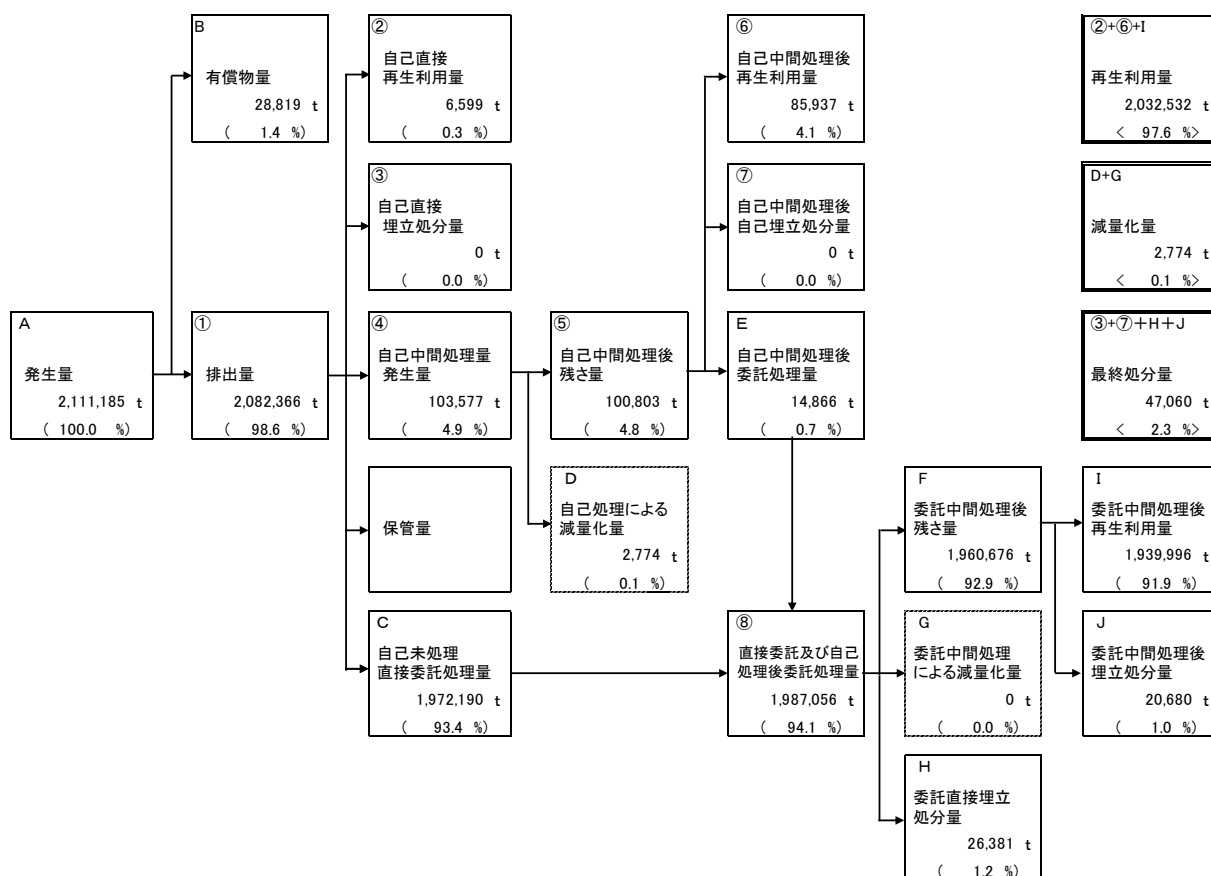 B
有償物量
28,819 t
( 1.4 %)
②
自己直接
再生利用量
6,599 t
( 0.3 %)
⑥
自己中間処理後
再生利用量
85,937 t
( 4.1 %)
②+⑥+I
再生利用量
2,032,532 t
< 97.6 %>
③
自己直接
埋立処分量
0 t
( 0.0 %)
⑦
自己中間処理後
自己埋立処分量
0 t
( 0.0 %)
D+G
減量化量
2,774 t
< 0.1 %>
A
発生量
2,111,185 t
( 100.0 %)
①
排出量
2,082,366 t
( 98.6 %)
④
自己中間処理量
発生量
103,577 t
( 4.9 %)
⑤
自己中間処理後
残さ量
100,803 t
( 4.8 %)
E
自己中間処理後
委託処理量
14,866 t
( 0.7 %)
③+⑦+H+J
最終処分量
47,060 t
< 2.3 %>
保管量
D
自己処理による
減量化量
2,774 t
( 0.1 %)
F
委託中間処理後
残さ量
1,960,676 t
( 92.9 %)
I
委託中間処理後
再生利用量
1,939,996 t
( 91.9 %)
C
自己未処理
直接委託処理量
1,972,190 t
( 93.4 %)
⑧
直接委託及び自己
処理後委託処理量
1,987,056 t
( 94.1 %)
G
委託中間処理
による減量化量
0 t
( 0.0 %)
J
委託中間処理後
埋立処分量
20,680 t
( 1.0 %)
H
委託直接埋立
処分量
26,381 t
( 1.2 %)